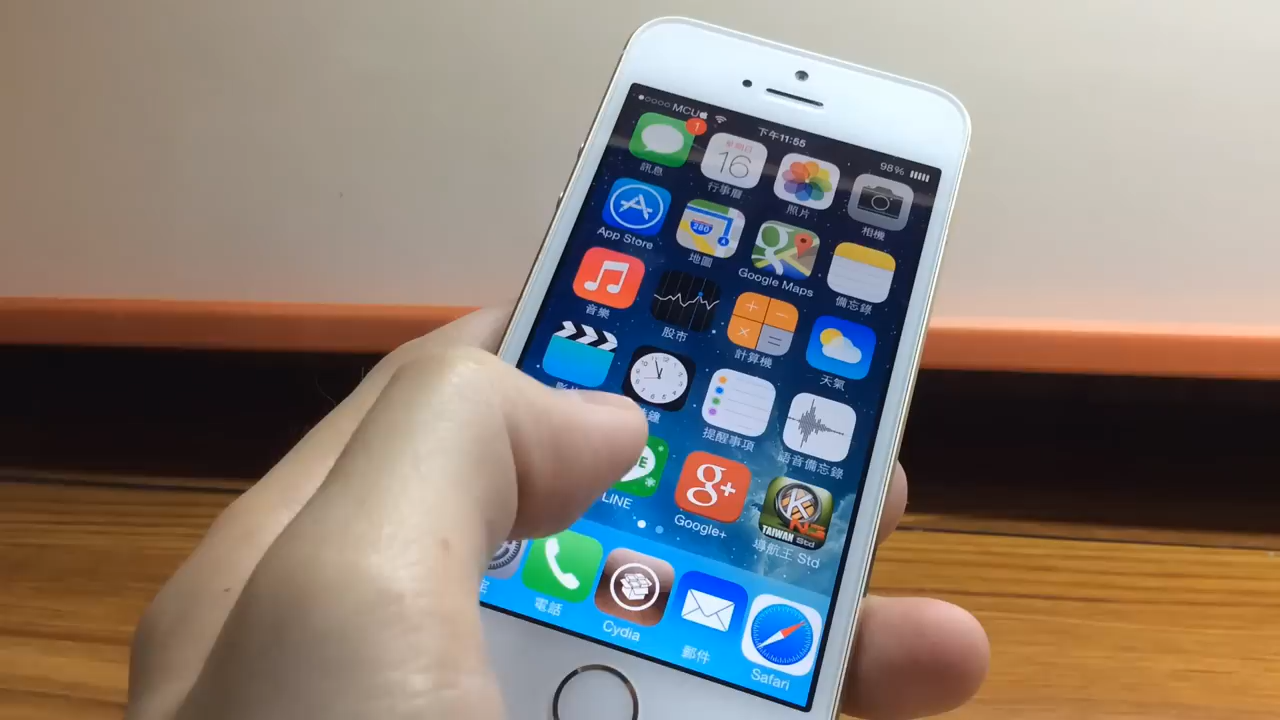 MCU 下午11:55 98%
1
星期日
16
訊息 行事曆 照片 相機
280
App Store 地圖 Google Maps 備忘錄
音樂 股市 計算機 天氣
提醒事項 語音備忘錄
g+
K
TAIWAN Std
LINE Google+ 導航王 Std
電話 Cydia 郵件 Safari